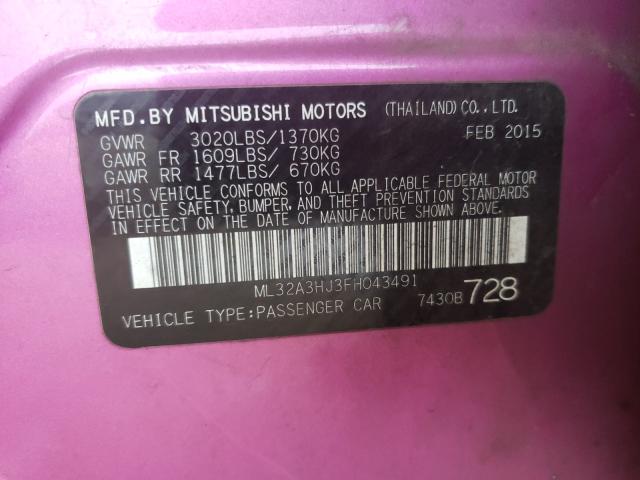 MFD.BY MITSUBISHI MOTORS (THAILAND) CO., LTD.
GVWR 3020LBS/1370KG FEB 2015
GAWR FR 1609LBS/ 730KG
GAWR RR 1477LBS/ 670KG
THIS VEHICLE CONFORMS TO ALL APPLICABLE FEDERAL MOTOR
VEHICLE SAFETY, BUMPER, AND THEFT PREVENTION STANDARDS
IN EFFECT ON THE DATE OF MANUFACTURE SHOWN ABOVE.
ML32A3HJ3FH043491
VEHICLE TYPE:PASSENGER CAR 7430B 728